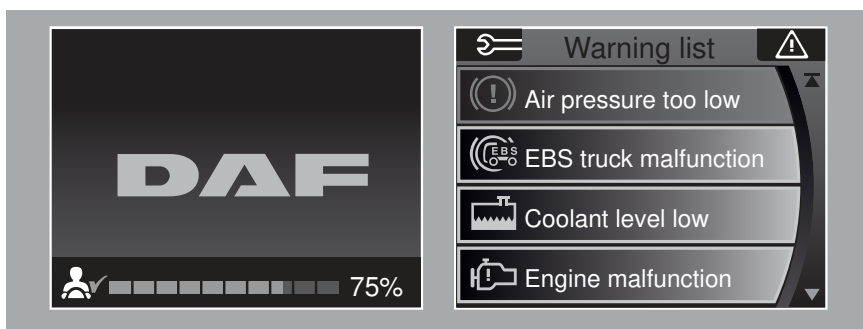 DAF
75%
Warning list
Air pressure too low
EBS
EBS truck malfunction
Coolant level low
Engine malfunction